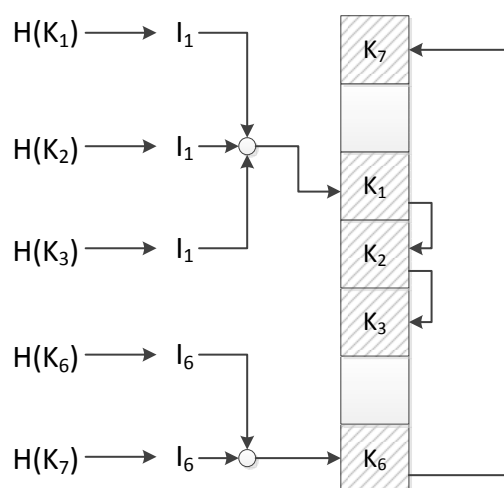 H(K₁) I₁
K₇
H(K₂) I₁
K₁
H(K₃) I₁
K₂
K₃
H(K₆) I₆
H(K₇) I₆
K₆